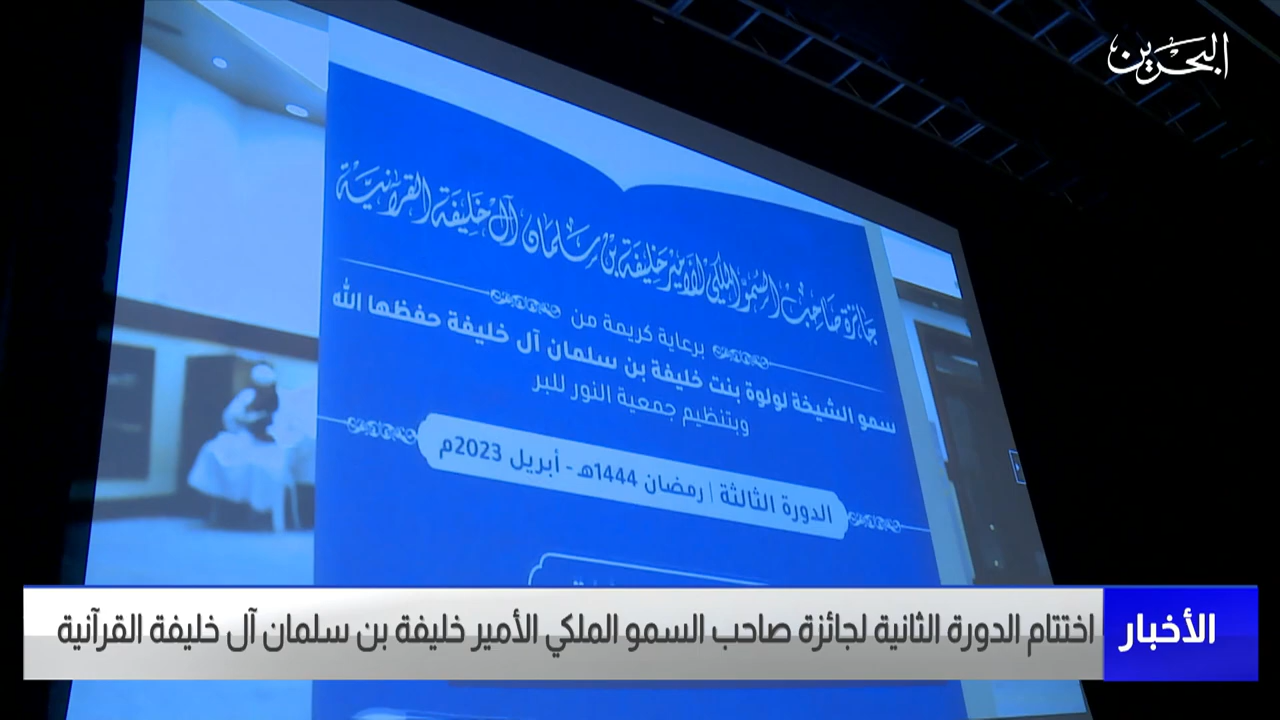 البحرين
جائزة صاحب السمو الملكي الأمير خليفة بن سلمان آل خليفة القرآنية
برعاية كريمة من
سمو الشيخة لولوة بنت خليفة بن سلمان آل خليفة حفظها الله
وبتنظيم جمعية النور للبر
الدورة الثالثة | رمضان 1444هـ - أبريل 2023م
الأخبار
اختتام الدورة الثانية لجائزة صاحب السمو الملكي الأمير خليفة بن سلمان آل خليفة القرآنية